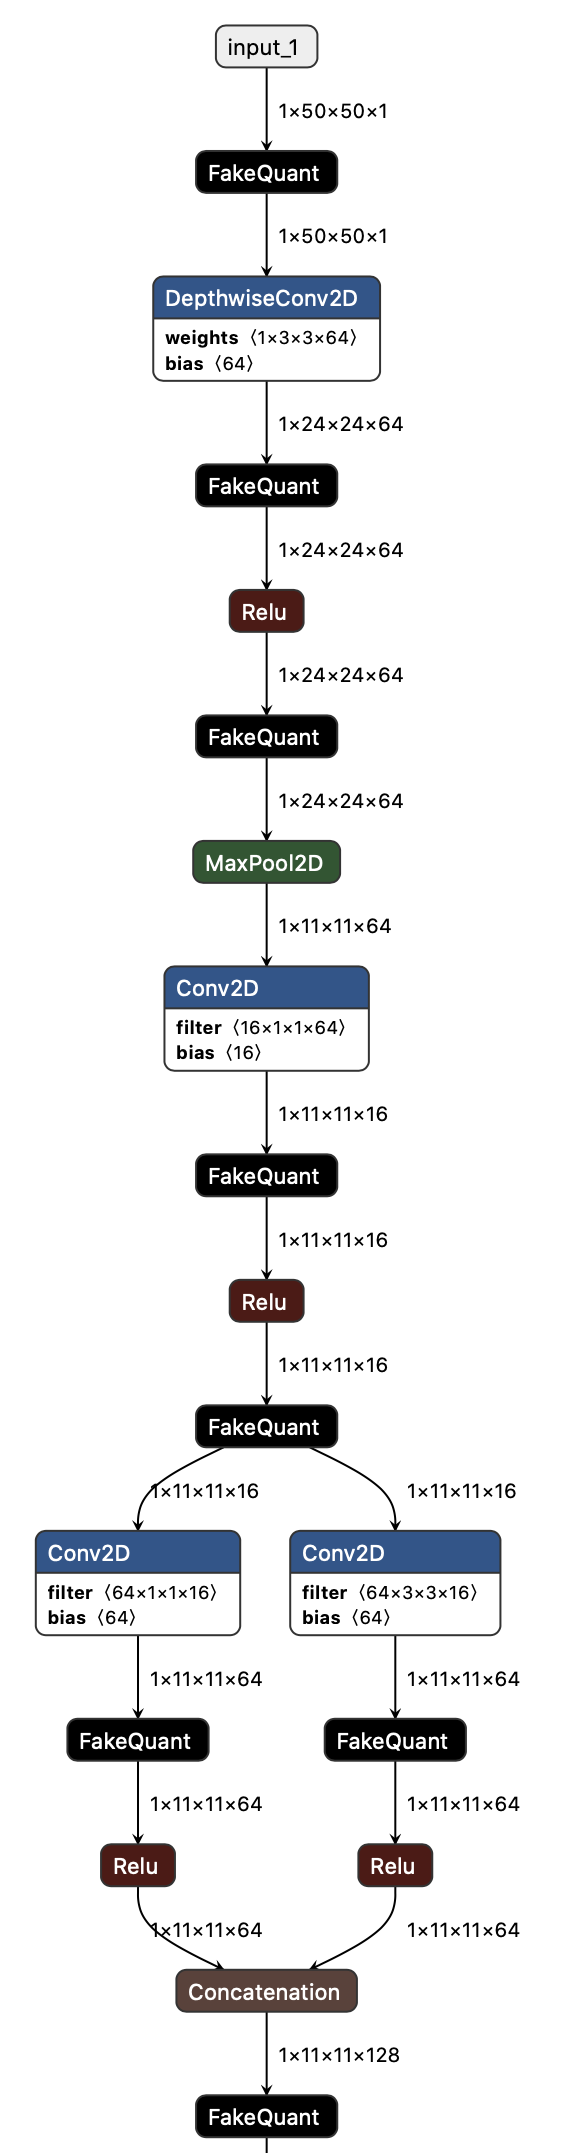 input_1
1×50×50×1
FakeQuant
1×50×50×1
DepthwiseConv2D
weights 〈1×3×3×64〉
bias 〈64〉
1×24×24×64
FakeQuant
1×24×24×64
Relu
1×24×24×64
FakeQuant
1×24×24×64
MaxPool2D
1×11×11×64
Conv2D
filter 〈16×1×1×64〉
bias 〈16〉
1×11×11×16
FakeQuant
1×11×11×16
Relu
1×11×11×16
FakeQuant
1×11×11×16
1×11×11×16
Conv2D
filter 〈64×1×1×16〉
bias 〈64〉
Conv2D
filter 〈64×3×3×16〉
bias 〈64〉
1×11×11×64
1×11×11×64
FakeQuant
FakeQuant
1×11×11×64
1×11×11×64
Relu
Relu
1×11×11×64
1×11×11×64
Concatenation
1×11×11×128
FakeQuant